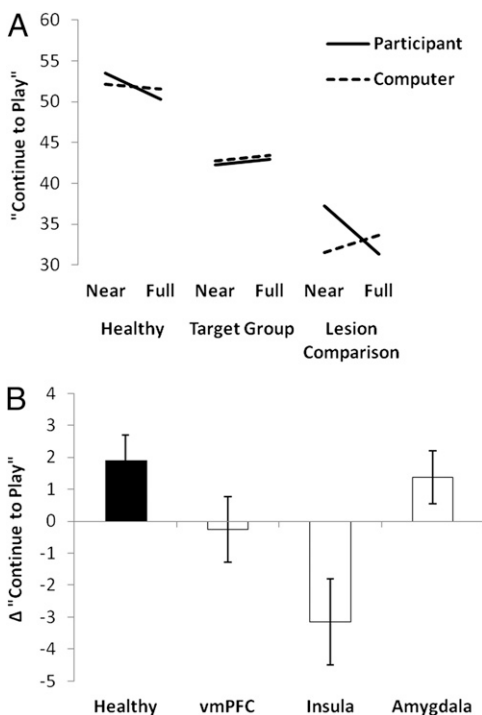 A
"Continue to Play"
60
55
50
45
40
35
30
Participant
Computer
Near Full Near Full Near Full
Healthy Target Group Lesion
Comparison
B
Δ "Continue to Play"
4
3
2
1
0
-1
-2
-3
-4
-5
Healthy vmPFC Insula Amygdala